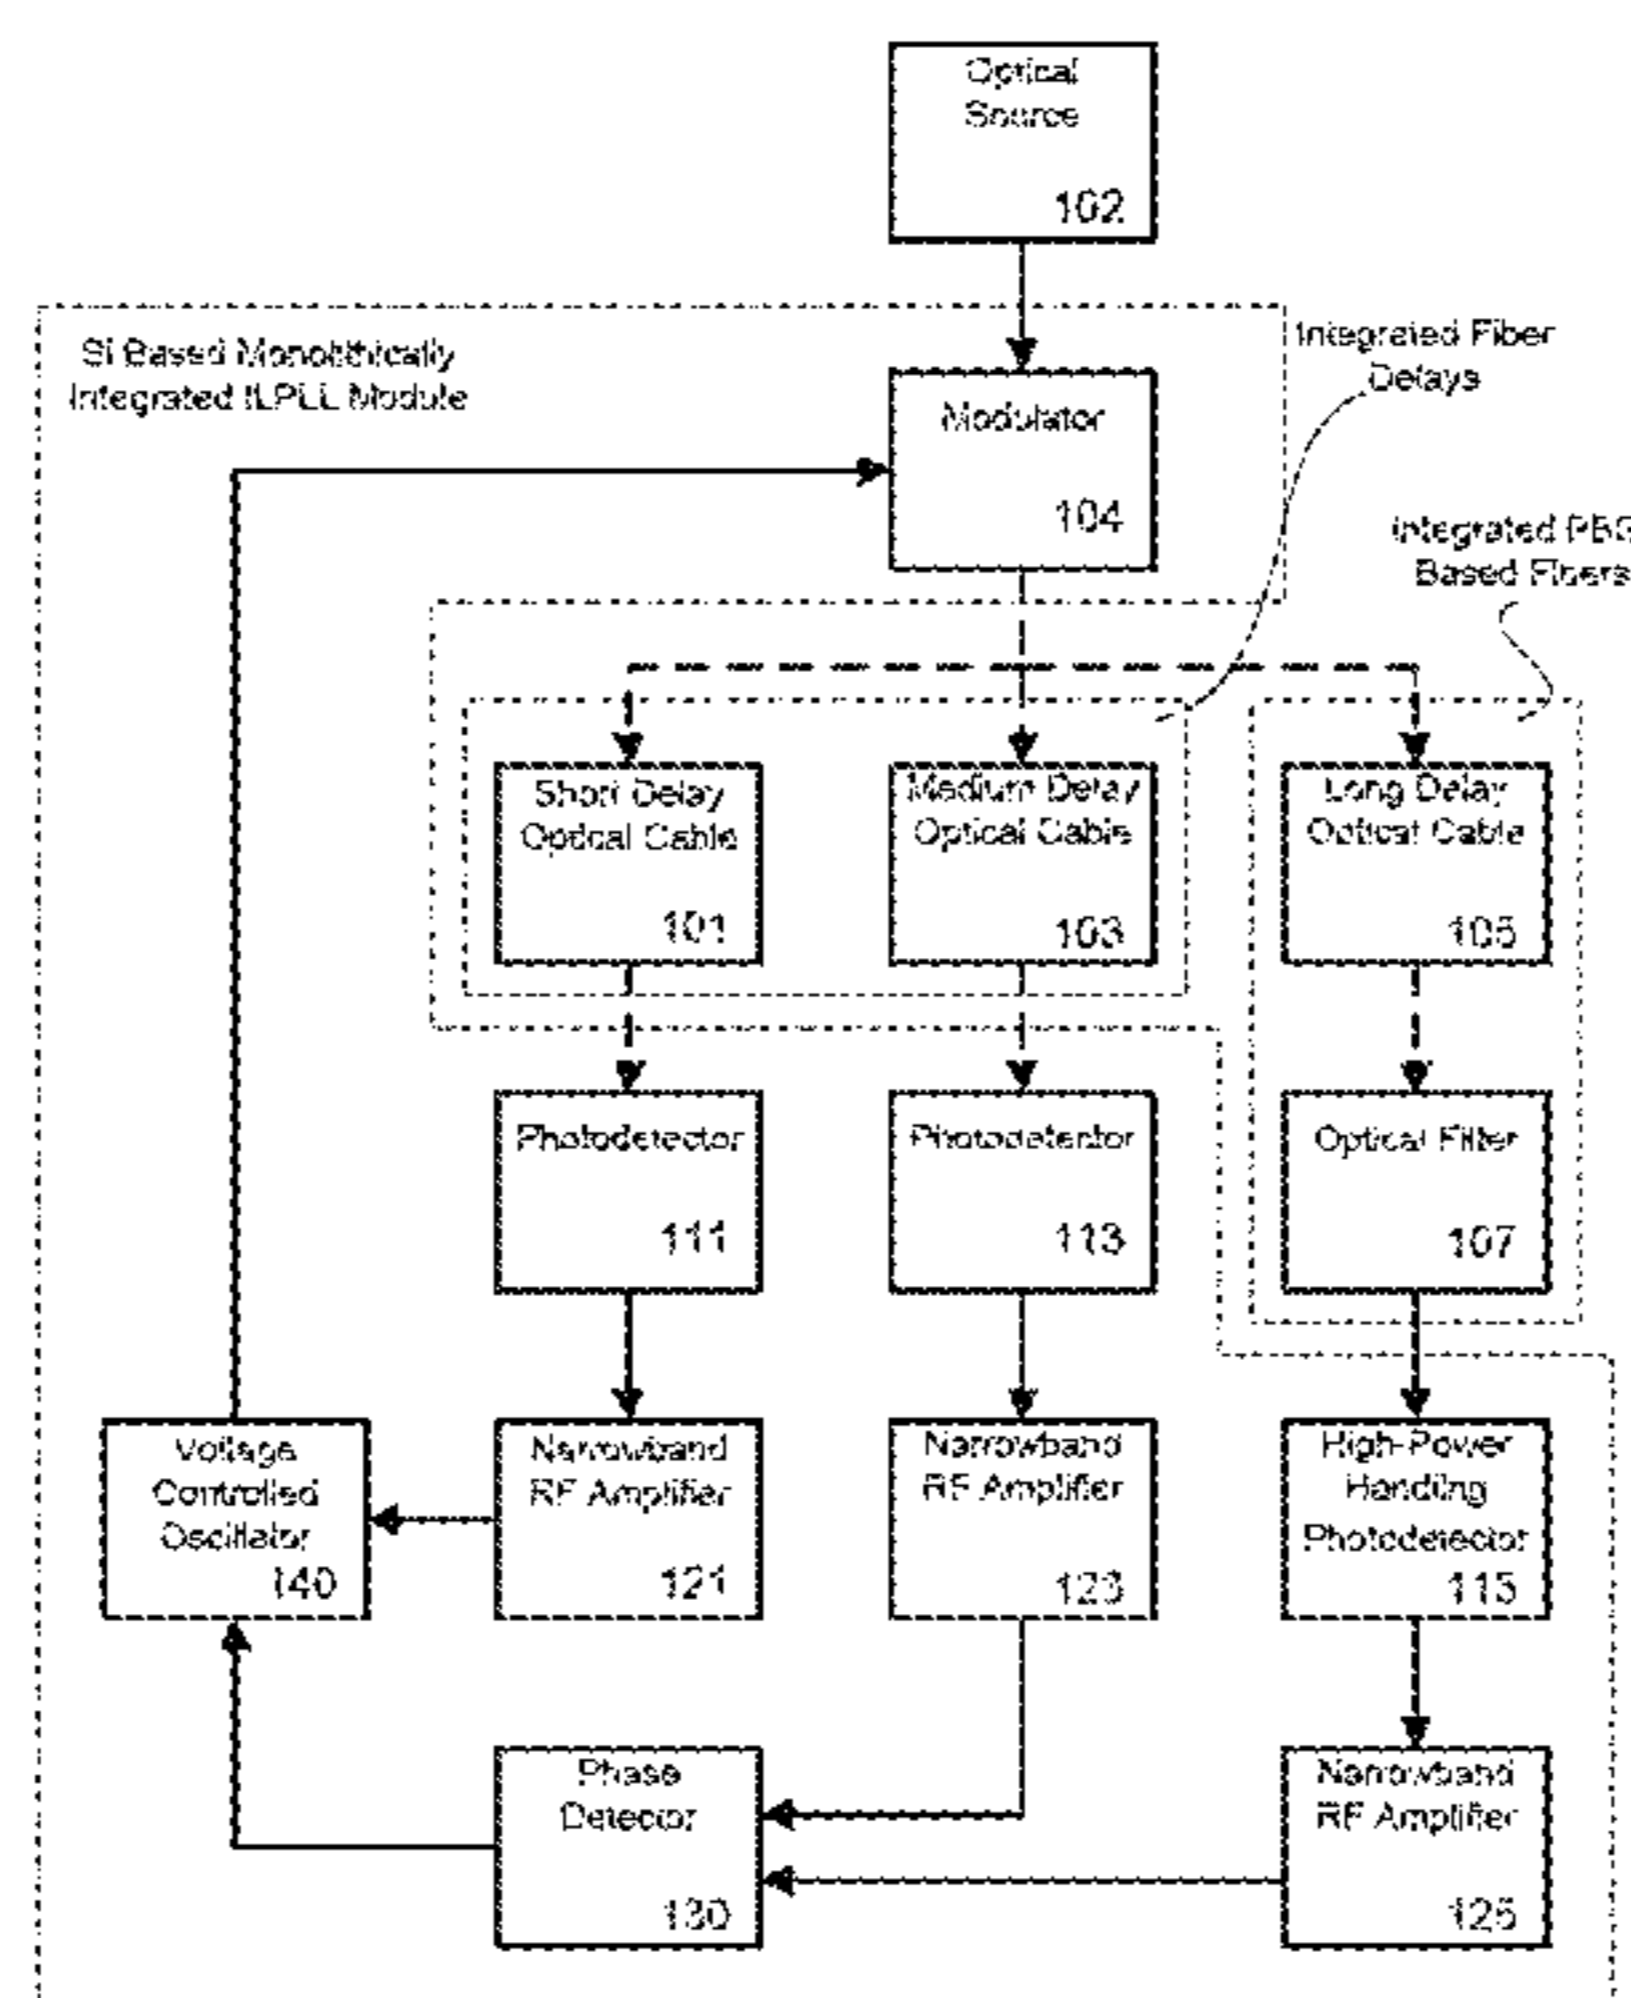 Optical
Source
102
Si Based Monolithically
Integrated ILPLL Module
Integrated Fiber
Delays
Modulator
104
Integrated PBG
Based Fibers
Short Delay
Optical Cable
101
Medium Delay
Optical Cable
103
Long Delay
Optical Cable
105
Photodetector
111
Photodetector
113
Optical Filter
107
Voltage
Controlled
Oscillator
140
Narrowband
RF Amplifier
121
Narrowband
RF Amplifier
123
High-Power
Handling
Photodetector
115
Phase
Detector
130
Narrowband
RF Amplifier
125